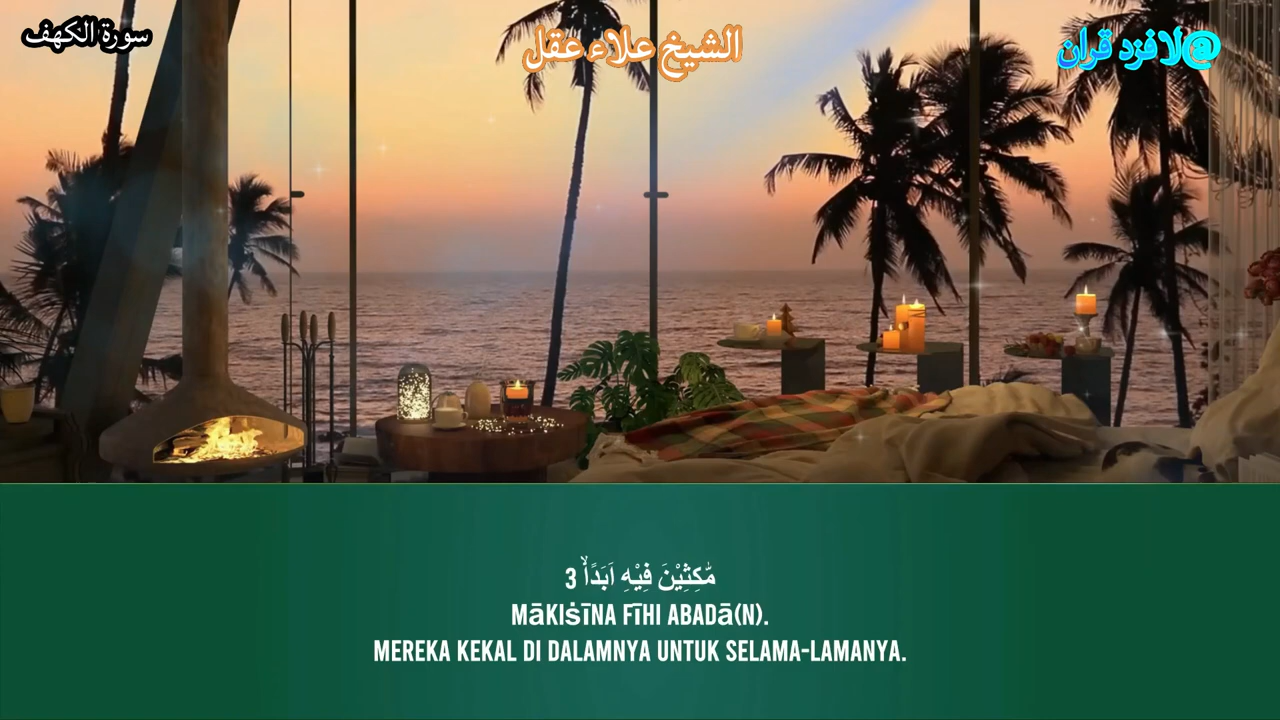 سورة الكهف
الشيخ علاء عقل
@لافزد قران
مّٰكِثِيْنَ فِيْهِ اَبَدًاۙ 3
MāKIṡīNA FīHI ABADā(N).
MEREKA KEKAL DI DALAMNYA UNTUK SELAMA-LAMANYA.